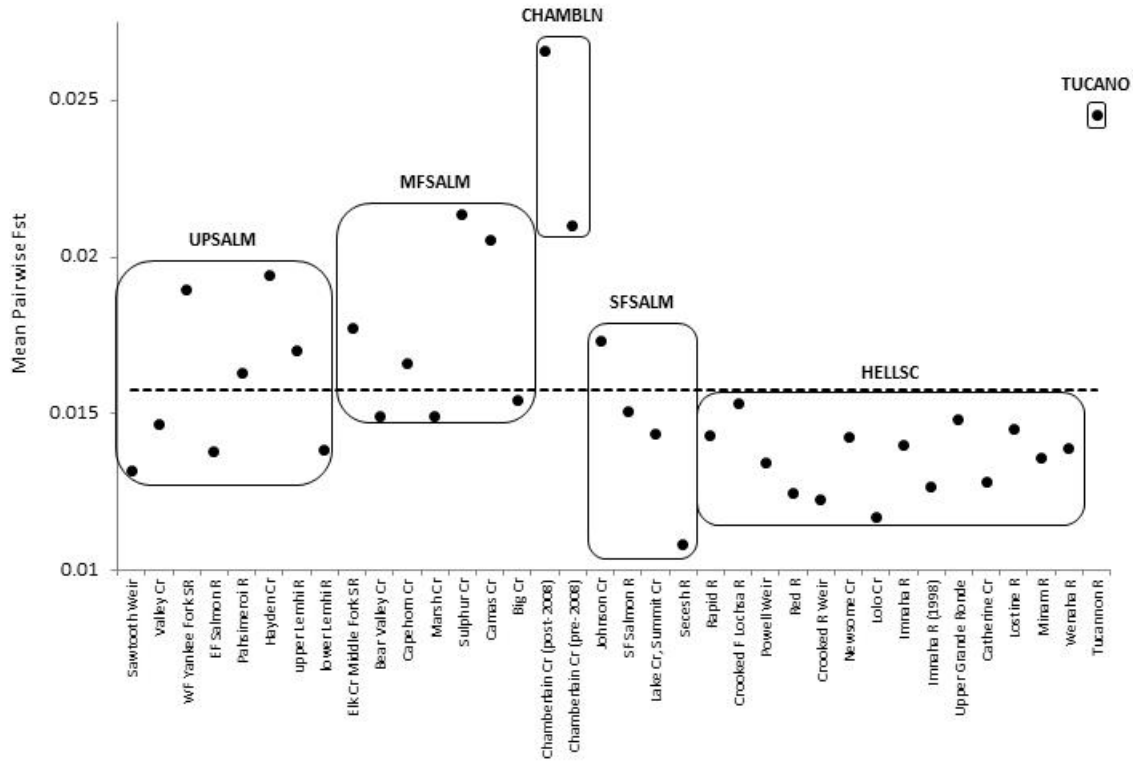 CHAMBLN
TUCANO
MFSALM
UPSALM
SFSALM
HELLSC
Mean Pairwise Fst
0.025
0.02
0.015
0.01
Sawtooth Weir
Valley Cr
WF Yankee Fork SR
EF Salmon R
Pahsimeroi R
Hayden Cr
upper Lemhi R
lower Lemhi R
Elk Cr Middle Fork SR
Bear Valley Cr
Capehorn Cr
Marsh Cr
Sulphur Cr
Camas Cr
Big Cr
Chamberlain Cr (post-2008)
Chamberlain Cr (pre-2008)
Johnson Cr
SF Salmon R
Lake Cr, Summit Cr
Secesh R
Rapid R
Crooked F Lochsa R
Powell Weir
Red R
Crooked R Weir
Newsome Cr
Lolo Cr
Imnaha R
Imnaha R (1998)
Upper Grande Ronde
Catherine Cr
Lostine R
Minam R
Wenaha R
Tucannon R